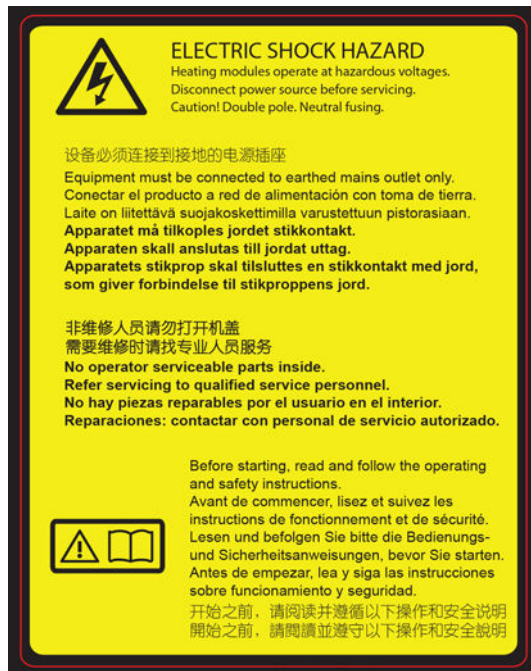 ELECTRIC SHOCK HAZARD
Heating modules operate at hazardous voltages.
Disconnect power source before servicing.
Caution! Double pole. Neutral fusing.
设备必须连接到接地的电源插座
Equipment must be connected to earthed mains outlet only.
Conectar el producto a red de alimentación con toma de tierra.
Laite on liitettävä suojakoskettimilla varustettuun pistorasiaan.
Apparatet må tilkoples jordet stikkontakt.
Apparaten skall anslutas till jordat uttag.
Apparatets stikprop skal tilsluttes en stikkontakt med jord,
som giver forbindelse til stikproppens jord.
非维修人员请勿打开机盖
需要维修时请找专业人员服务
No operator serviceable parts inside.
Refer servicing to qualified service personnel.
No hay piezas reparables por el usuario en el interior.
Reparaciones: contactar con personal de servicio autorizado.
Before starting, read and follow the operating
and safety instructions.
Avant de commencer, lisez et suivez les
instructions de fonctionnement et de sécurité.
Lesen und befolgen Sie bitte die Bedienungs-
und Sicherheitsanweisungen, bevor Sie starten.
Antes de empezar, lea y siga las instrucciones
sobre funcionamiento y seguridad.
开始之前，请阅读并遵循以下操作和安全说明
開始之前，請閱讀並遵守以下操作和安全說明